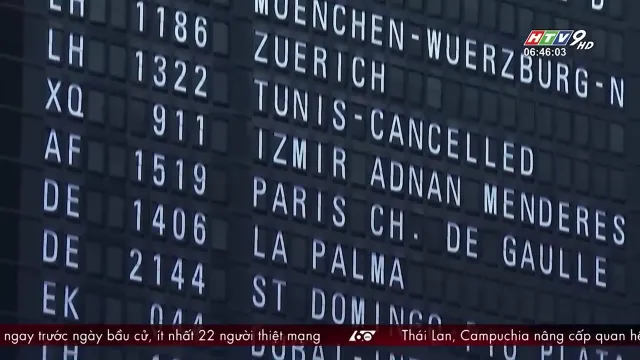 MUENCHEN-WUERZBURG-N
LH 1186 ZUERICH
LH 1322 TUNIS-CANCELLED
XQ 911 IZMIR ADNAN MENDERES
AF 1519 PARIS CH. DE GAULLE
DE 1406 LA PALMA
DE 2144 ST DOMINGO
EK
LH
HTV9 HD
06:46:03
ngay trước ngày bầu cử, ít nhất 22 người thiệt mạng
60 Thái Lan, Campuchia nâng cấp quan hệ